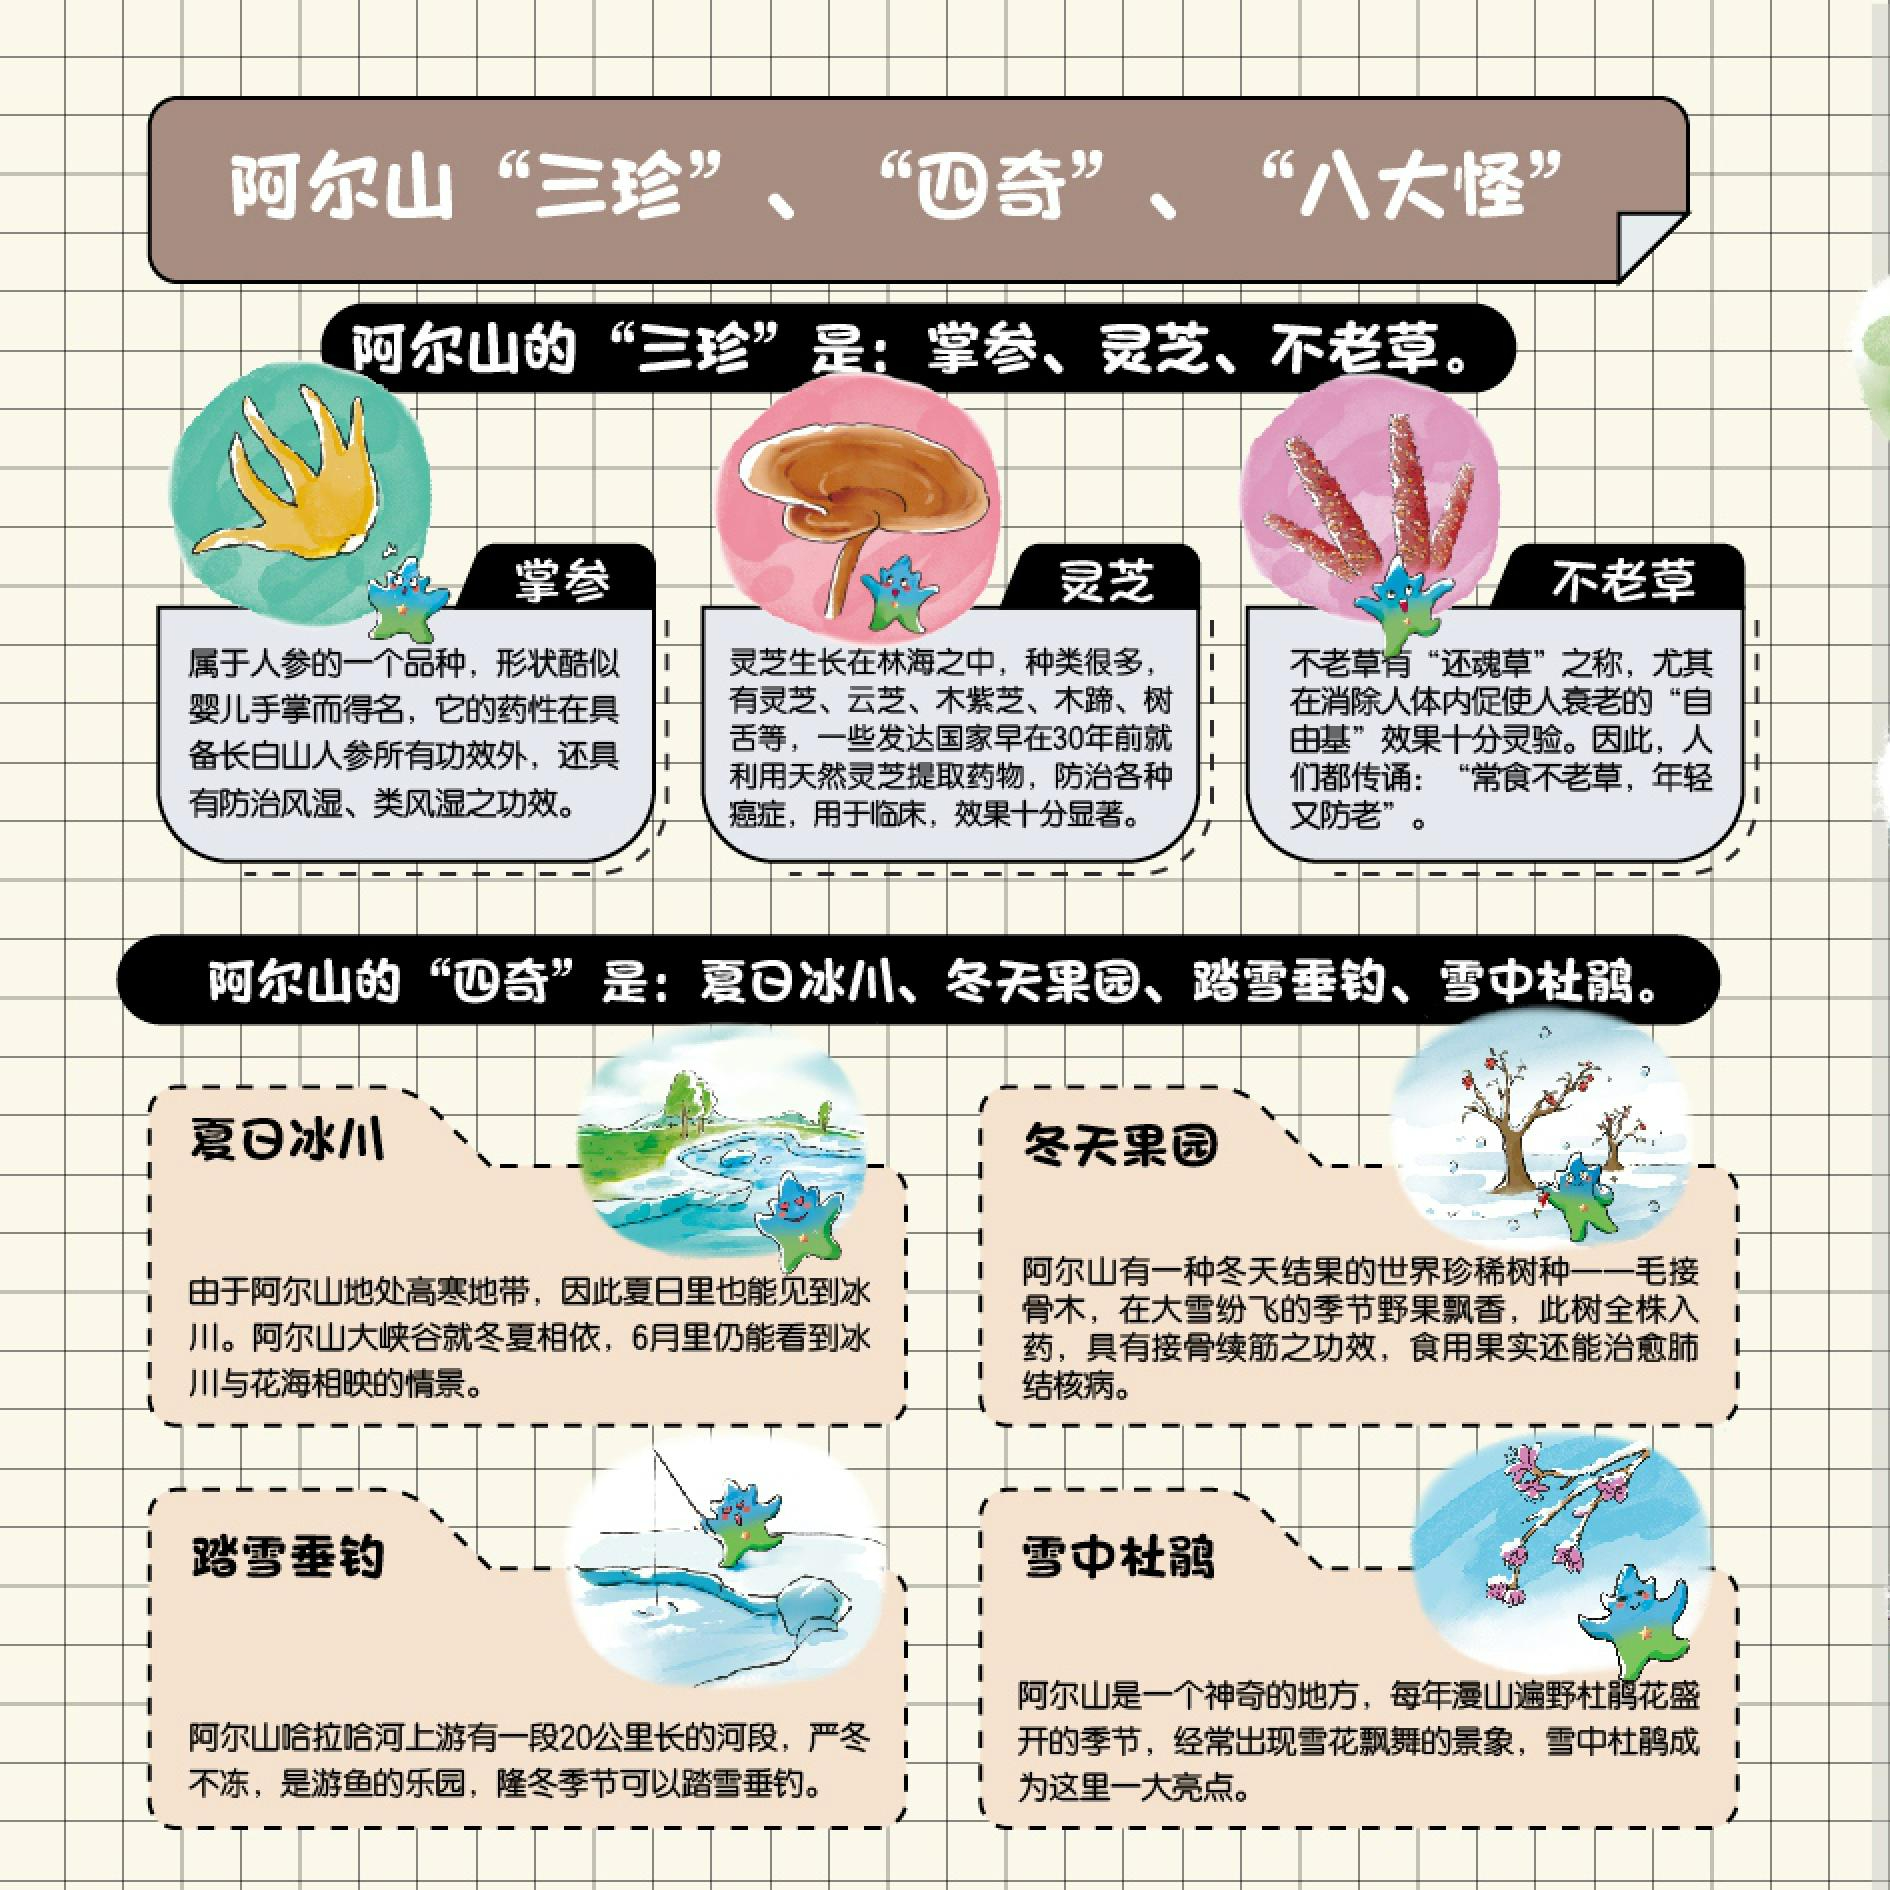 阿尔山“三珍”、“四奇”、“八大怪”
阿尔山的“三珍”是：掌参、灵芝、不老草。
掌参
属于人参的一个品种，形状酷似
婴儿手掌而得名，它的药性在具
备长白山人参所有功效外，还具
有防治风湿、类风湿之功效。
灵芝
灵芝生长在林海之中，种类很多，
有灵芝、云芝、木紫芝、木蹄、树
舌等，一些发达国家早在30年前就
利用天然灵芝提取药物，防治各种
癌症，用于临床，效果十分显著。
不老草
不老草有“还魂草”之称，尤其
在消除人体内促使人衰老的“自
由基”效果十分灵验。因此，人
们都传诵：“常食不老草，年轻
又防老”。
阿尔山的“四奇”是：夏日冰川、冬天果园、踏雪垂钓、雪中杜鹃。
夏日冰川
由于阿尔山地处高寒地带，因此夏日里也能见到冰
川。阿尔山大峡谷就冬夏相依，6月里仍能看到冰
川与花海相映的情景。
冬天果园
阿尔山有一种冬天结果的世界珍稀树种——毛接
骨木，在大雪纷飞的季节野果飘香，此树全株入
药，具有接骨续筋之功效，食用果实还能治愈肺
结核病。
踏雪垂钓
阿尔山哈拉哈河上游有一段20公里长的河段，严冬
不冻，是游鱼的乐园，隆冬季节可以踏雪垂钓。
雪中杜鹃
阿尔山是一个神奇的地方，每年漫山遍野杜鹃花盛
开的季节，经常出现雪花飘舞的景象，雪中杜鹃成
为这里一大亮点。